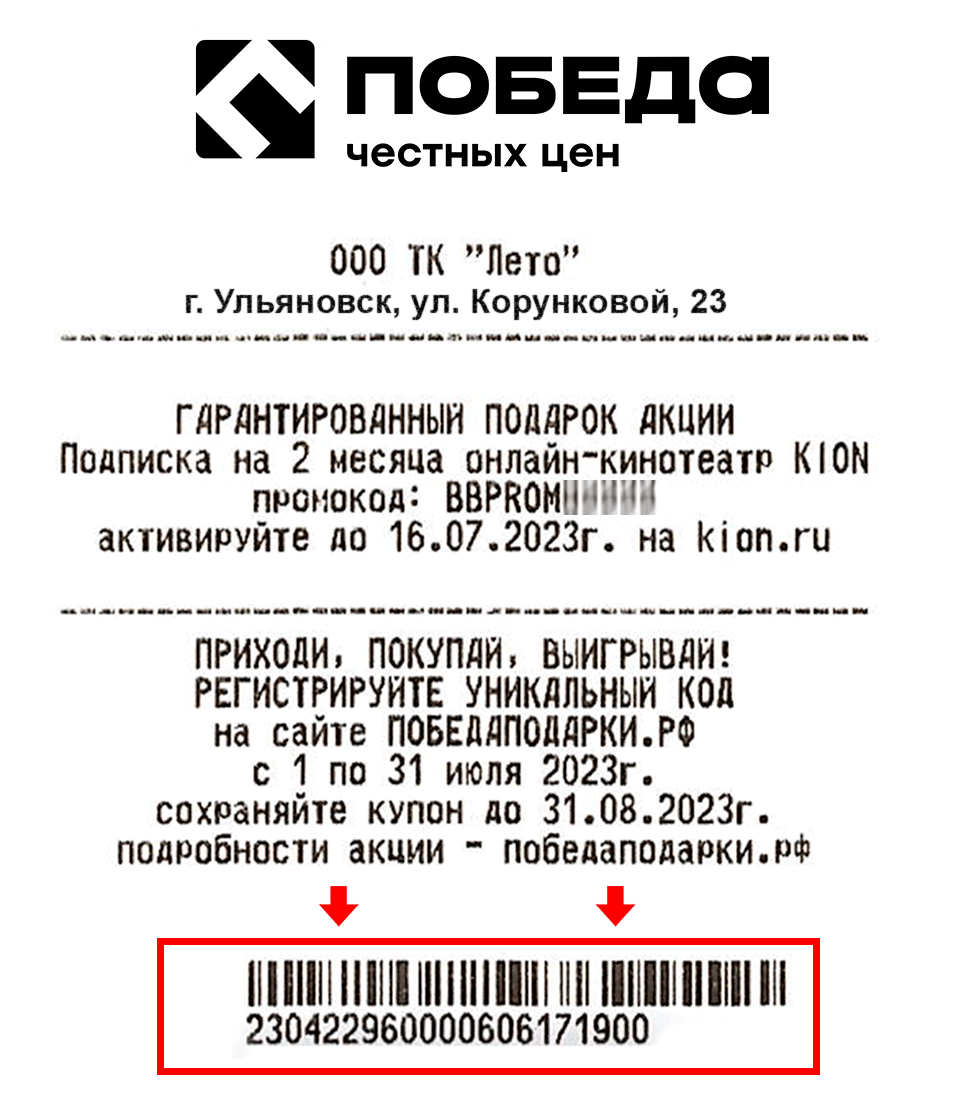 ПОБЕДА
честных цен
ООО ТК "Лето"
г. Ульяновск, ул. Корунковой, 23
ГАРАНТИРОВАННЫЙ ПОДАРОК АКЦИИ
Подписка на 2 месяца онлайн-кинотеатр KION
промокод: BBPROM
активируйте до 16.07.2023г. на kion.ru
ПРИХОДИ, ПОКУПАЙ, ВЫИГРЫВАЙ!
РЕГИСТРИРУЙТЕ УНИКАЛЬНЫЙ КОД
на сайте ПОБЕДАПОДАРКИ.РФ
с 1 по 31 июля 2023г.
сохраняйте купон до 31.08.2023г.
подробности акции - победаподарки.рф
230422960000606171900